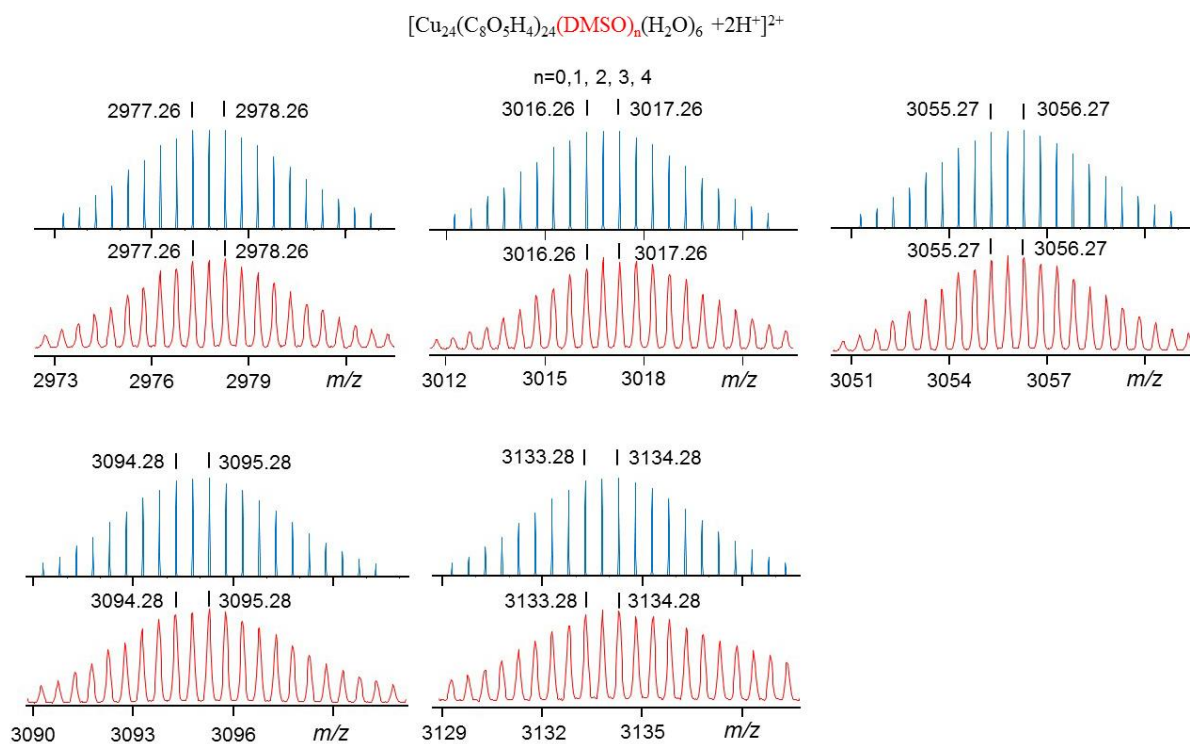 [Cu₂₄(C₈O₅H₄)₂₄(DMSO)ₙ(H₂O)₆ +2H⁺]²⁺
n=0,1, 2, 3, 4
2977.26 2978.26
3016.26 3017.26
3055.27 3056.27
2977.26 2978.26
3016.26 3017.26
3055.27 3056.27
2973 2976 2979 m/z
3012 3015 3018 m/z
3051 3054 3057 m/z
3094.28 3095.28
3133.28 3134.28
3094.28 3095.28
3133.28 3134.28
3090 3093 3096 m/z
3129 3132 3135 m/z